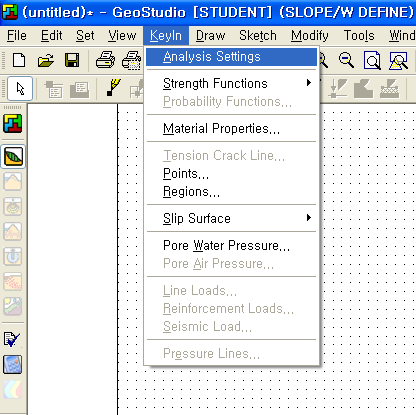 (untitled)* - GeoStudio [STUDENT] (SLOPE/W DEFINE)
File Edit Set View KeyIn Draw Sketch Modify Tools Wind
Analysis Settings
Strength Functions
Probability Functions...
Material Properties...
Tension Crack Line...
Points...
Regions...
Slip Surface
Pore Water Pressure...
Pore Air Pressure...
Line Loads...
Reinforcement Loads...
Seismic Load...
Pressure Lines...